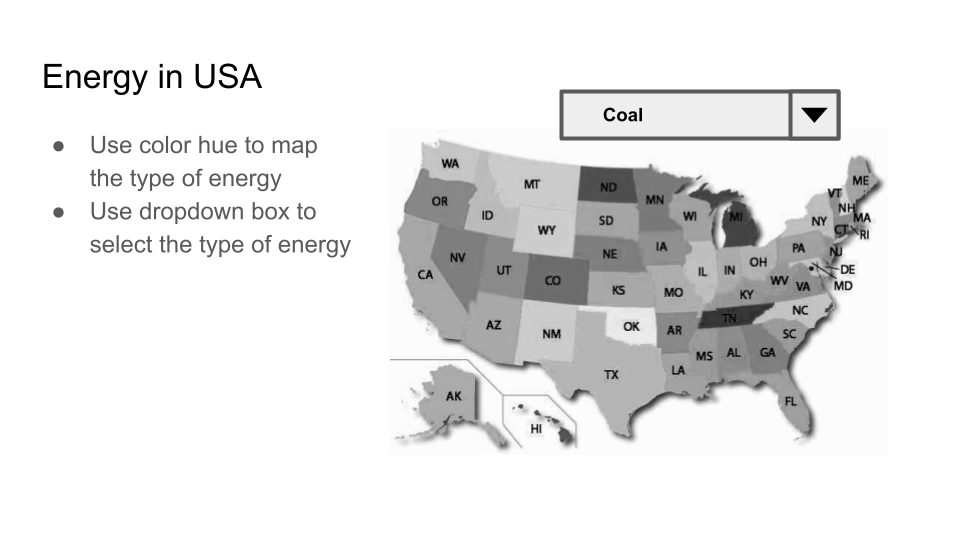 Energy in USA
● Use color hue to map
the type of energy
● Use dropdown box to
select the type of energy
Coal
WA
MT
ND
MN
OR
ID
WY
SD
WI
MI
NY
VT
ME
NH
MA
CT
RI
NV
UT
CO
NE
IA
IL
IN
OH
PA
NJ
DE
MD
CA
KS
MO
KY
WV
VA
AZ
NM
OK
AR
TN
NC
SC
TX
LA
MS
AL
GA
FL
AK
HI